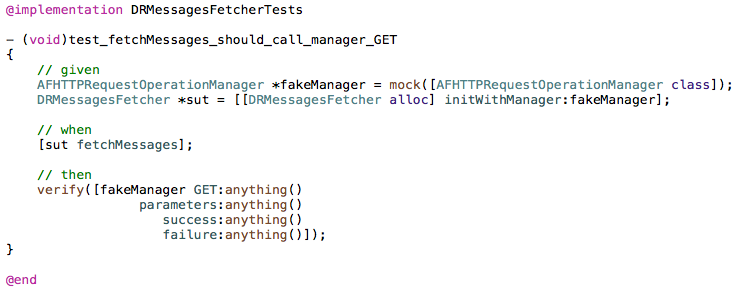 @implementation DRMessagesFetcherTests
- (void)test_fetchMessages_should_call_manager_GET
{
    // given
    AFHTTPRequestOperationManager *fakeManager = mock([AFHTTPRequestOperationManager class]);
    DRMessagesFetcher *sut = [[DRMessagesFetcher alloc] initWithManager:fakeManager];
    // when
    [sut fetchMessages];
    // then
    verify([fakeManager GET:anything()
                 parameters:anything()
                    success:anything()
                    failure:anything()]);
}
@end